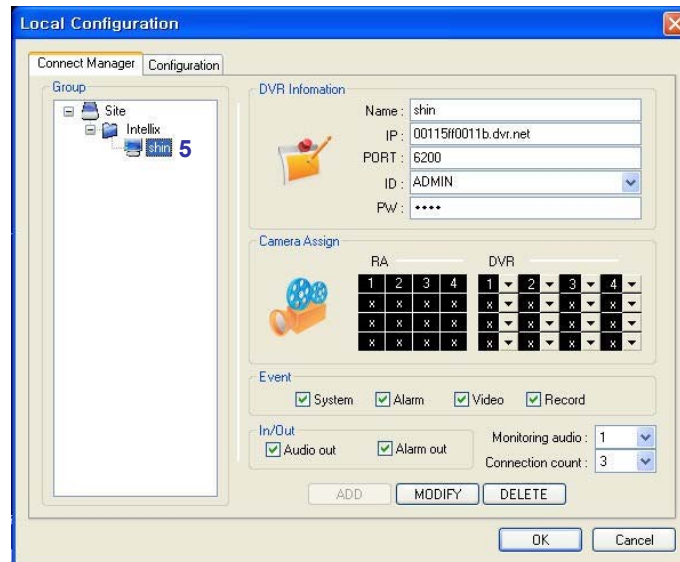 Local Configuration
Connect Manager Configuration
Group
Site
Intellix
shin 5
DVR Infomation
Name : shin
IP : 00115ff0011b.dvr.net
PORT : 6200
ID : ADMIN
PW : ••••
Camera Assign
RA DVR
1 2 3 4 1 2 3 4
x x x x x x x x
x x x x x x x x
x x x x x x x x
Event
System Alarm Video Record
In/Out
Audio out Alarm out
Monitoring audio : 1
Connection count : 3
ADD MODIFY DELETE
OK Cancel